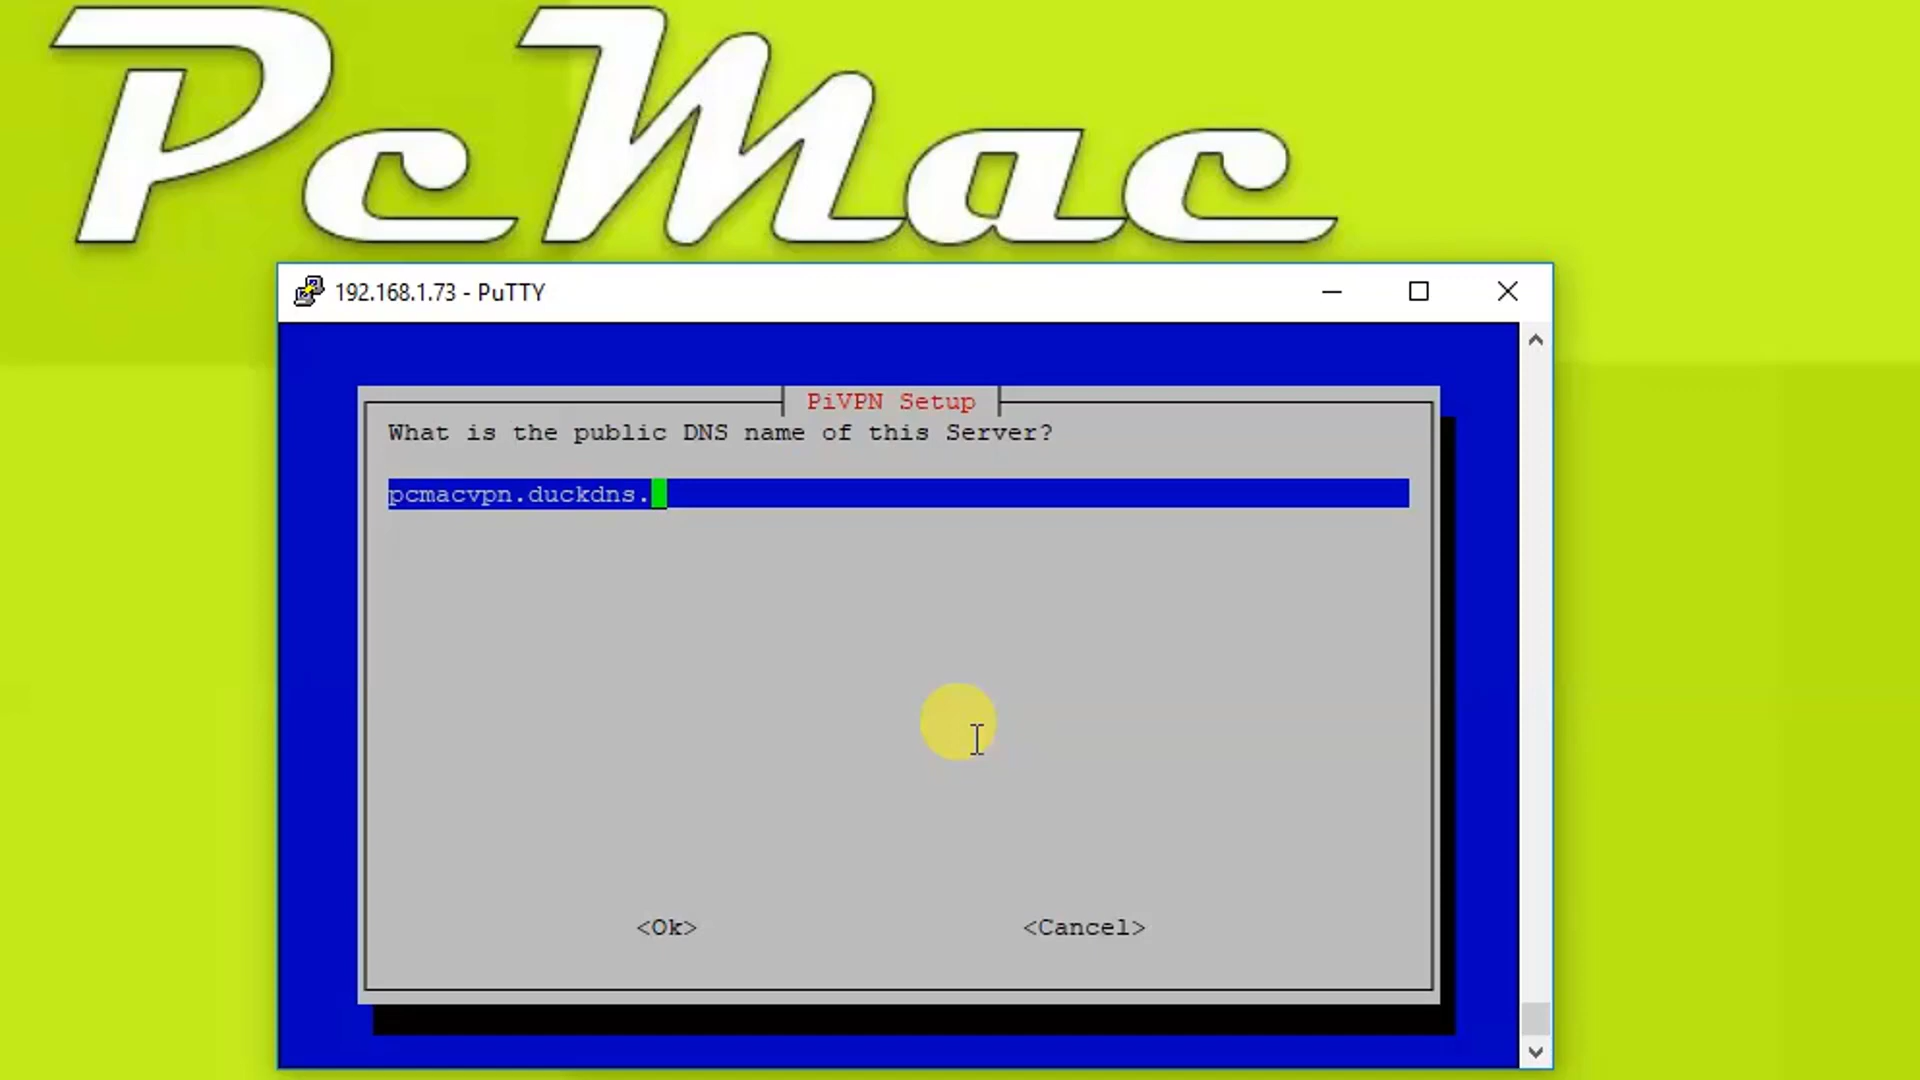 PcMac
192.168.1.73 - PuTTY
PiVPN Setup
What is the public DNS name of this Server?
pcmacvpn.duckdns.
<Ok> <Cancel>